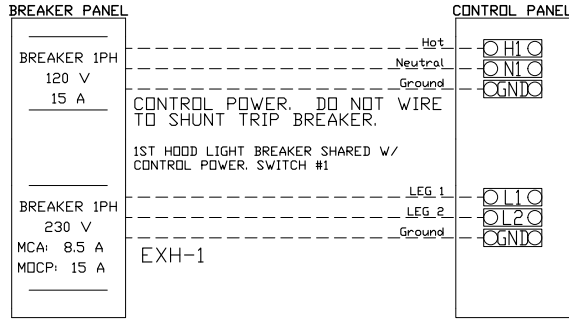 BREAKER PANEL
CONTROL PANEL
BREAKER 1PH
120 V
15 A
Hot
Neutral
Ground
H1
N1
GND
CONTROL POWER. DO NOT WIRE
TO SHUNT TRIP BREAKER.
1ST HOOD LIGHT BREAKER SHARED W/
CONTROL POWER. SWITCH #1
BREAKER 1PH
230 V
MCA: 8.5 A
MOCP: 15 A
LEG 1
LEG 2
Ground
L1
L2
GND
EXH-1